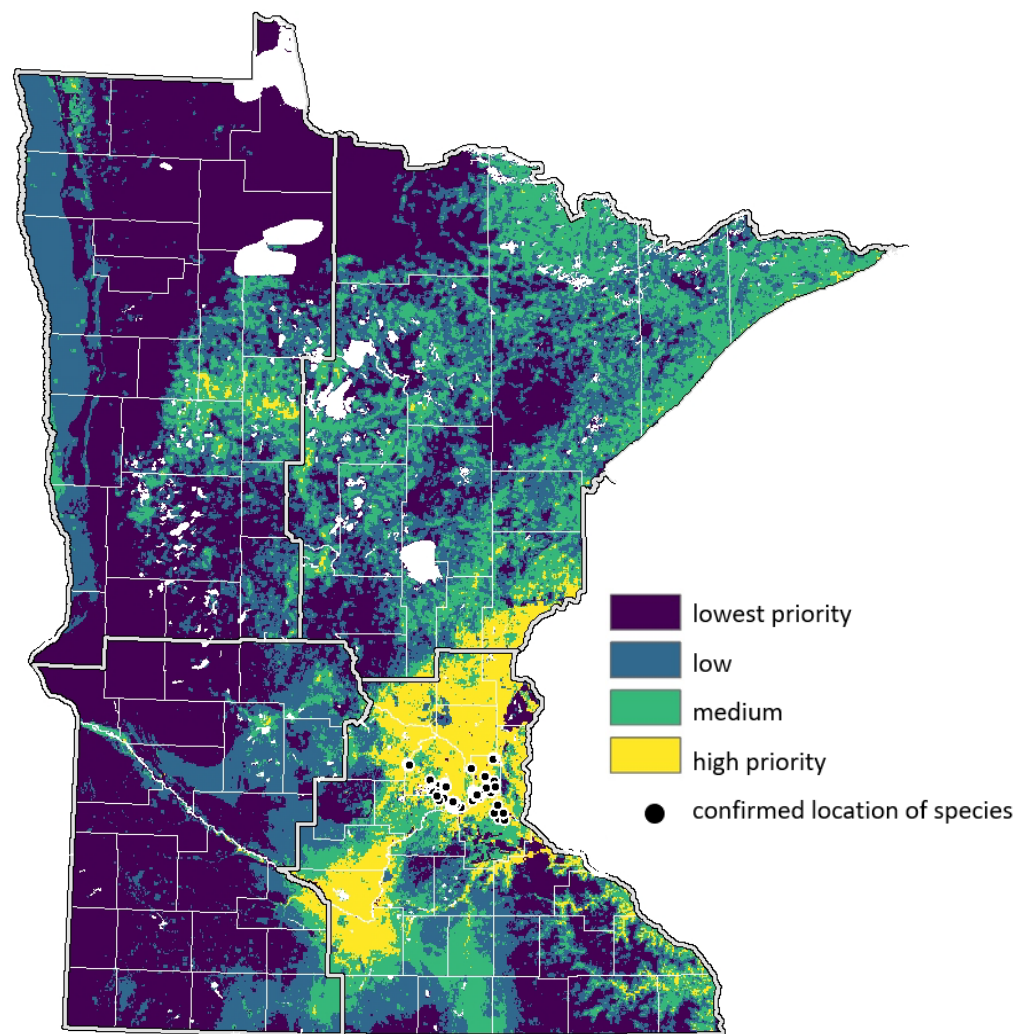 lowest priority
low
medium
high priority
confirmed location of species